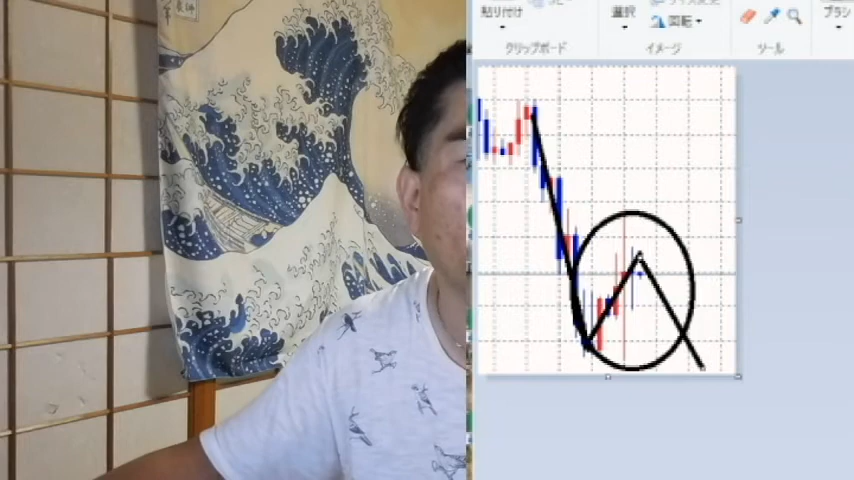 貼り付け
選択
回転
クリップボード
イメージ
ツール
ブラシ